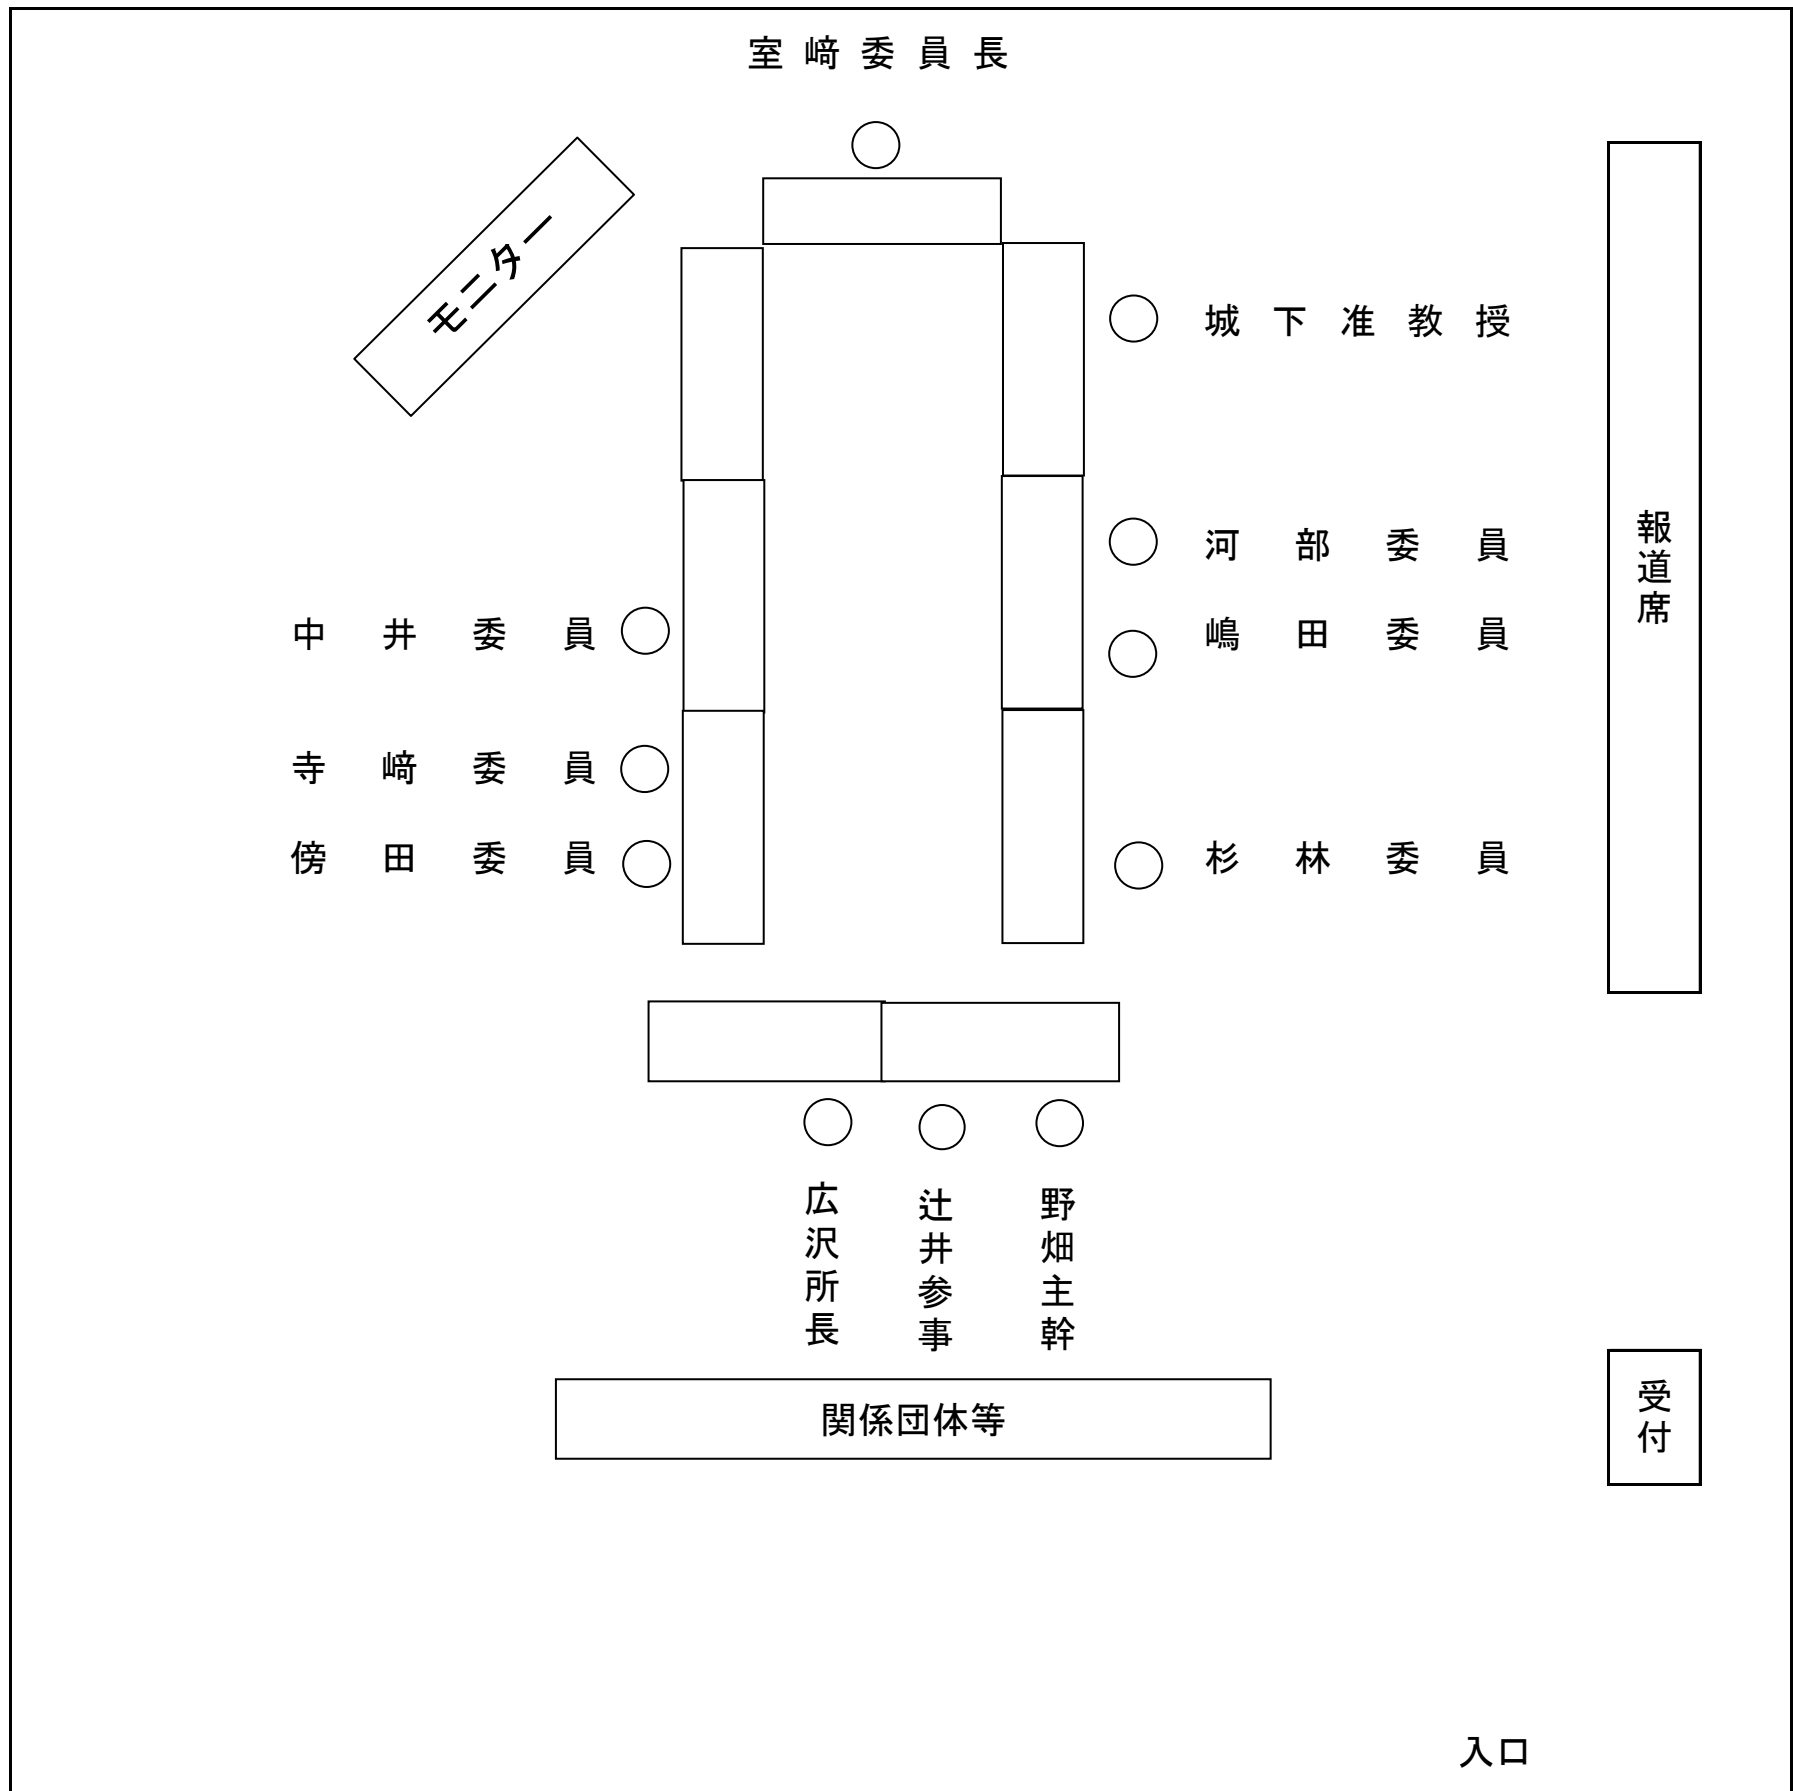 室﨑委員長
モニター
城下准教授
河部委員
中井委員
嶋田委員
寺﨑委員
傍田委員
杉林委員
報道席
広沢所長
辻井参事
野畑主幹
関係団体等
受付
入口